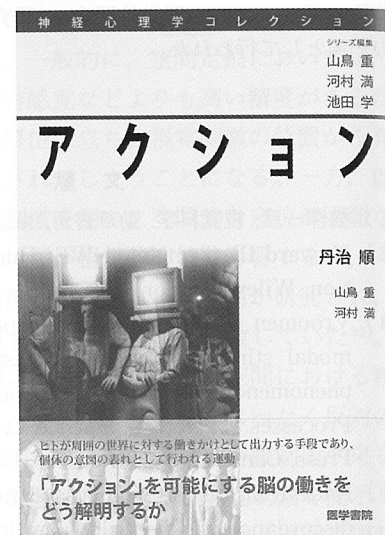 神経心理学コレクション
シリーズ編集
山鳥 重
河村 満
池田 学
アクション
丹治 順
山鳥 重
河村 満
ヒトが周囲の世界に対する働きかけとして出力する手段であり、
個体の意図の表れとして行われる運動
「アクション」を可能にする脳の働きを
どう解明するか
医学書院